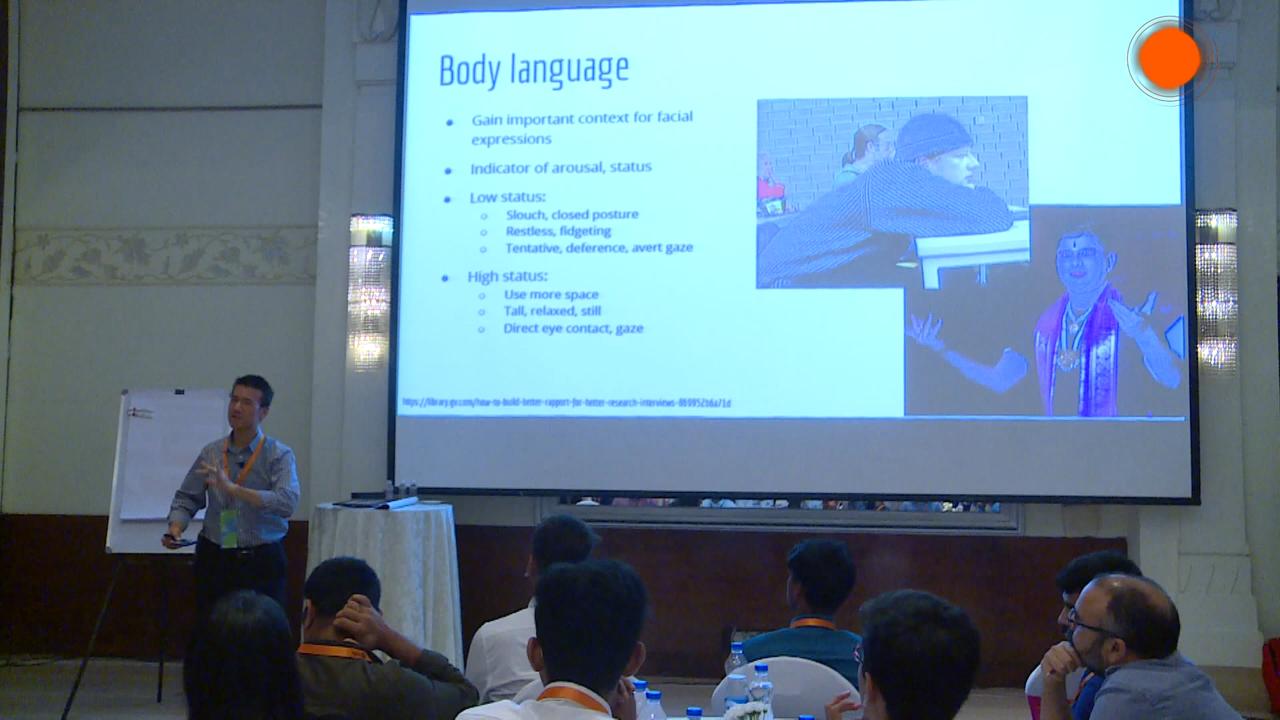 Body language
Gain important context for facial
expressions
Indicator of arousal, status
Low status:
Slouch, closed posture
Restless, fidgeting
Tentative, deference, avert gaze
High status:
Use more space
Tall, relaxed, still
Direct eye contact, gaze